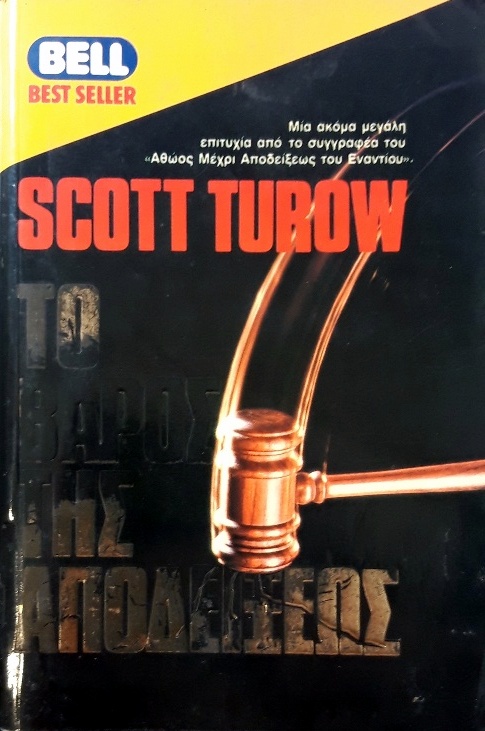 BELL
BEST SELLER
Μία ακόμα μεγάλη
επιτυχία από το συγγραφέα του
«Αθώος Μέχρι Αποδείξεως του Εναντίου».
SCOTT TUROW
ΤΟ
ΒΑΡΟΣ
ΤΗΣ
ΑΠΟΔΕΙΞΕΩΣ